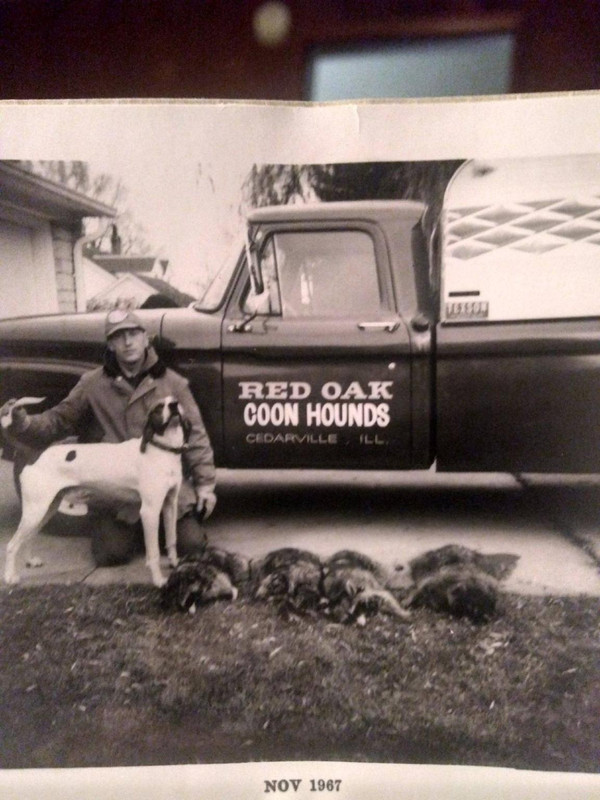 RED OAK
COON HOUNDS
CEDARVILLE, ILL.
NOV 1967